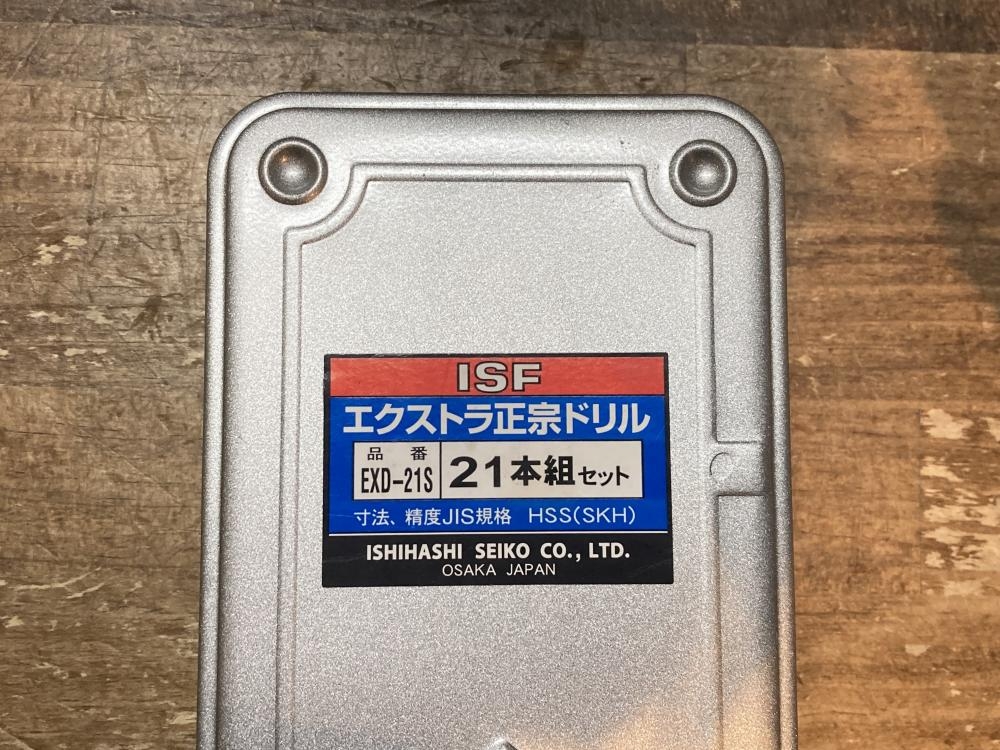 ISF
エクストラ正宗ドリル
品番
EXD-21S 21本組セット
寸法、精度JIS規格 HSS(SKH)
ISHIHASHI SEIKO CO., LTD.
OSAKA JAPAN